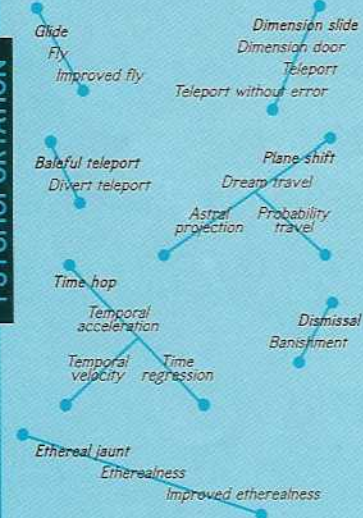 PSYCHOPORTATION
Glide
Fly
Improved fly
Dimension slide
Dimension door
Teleport
Teleport without error
Baleful teleport
Divert teleport
Plane shift
Dream travel
Astral
projection
Probability
travel
Time hop
Temporal
acceleration
Temporal
velocity
Time
regression
Dismissal
Banishment
Ethereal jaunt
Etherealness
Improved etherealness